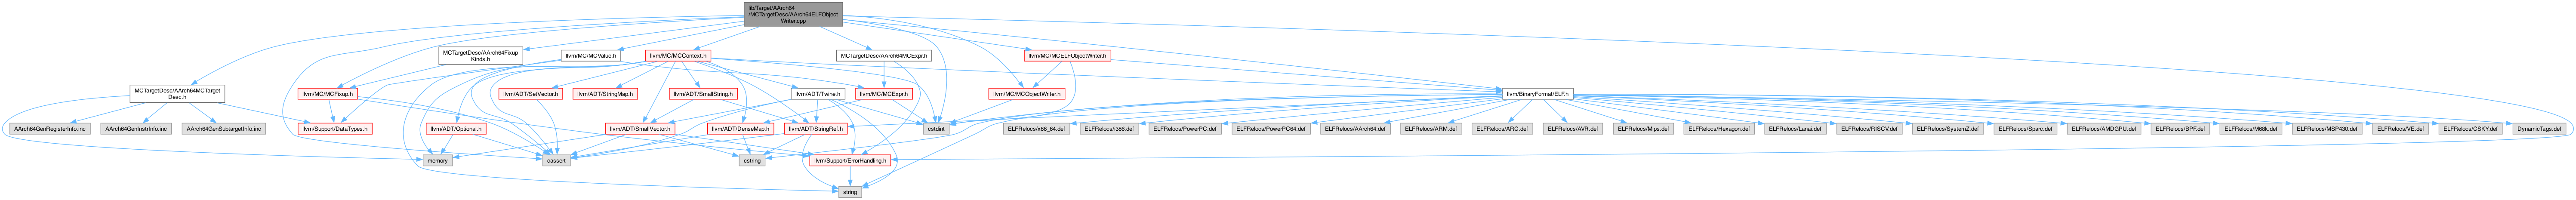 lib/Target/AArch64
/MCTargetDesc/AArch64ELFObject
Writer.cpp
MCTargetDesc/AArch64Fixup
Kinds.h
llvm/MC/MCValue.h
llvm/MC/MCContext.h
MCTargetDesc/AArch64MCExpr.h
llvm/MC/MCELFObjectWriter.h
MCTargetDesc/AArch64MCTarget
Desc.h
llvm/MC/MCFixup.h
llvm/ADT/SetVector.h
llvm/ADT/StringMap.h
llvm/ADT/SmallString.h
llvm/ADT/Twine.h
llvm/MC/MCExpr.h
llvm/MC/MCObjectWriter.h
llvm/BinaryFormat/ELF.h
AArch64GenRegisterInfo.inc
AArch64GenInstrInfo.inc
AArch64GenSubtargetInfo.inc
llvm/Support/DataTypes.h
llvm/ADT/Optional.h
llvm/ADT/SmallVector.h
llvm/ADT/DenseMap.h
llvm/ADT/StringRef.h
cstdint
ELFRelocs/x86_64.def
ELFRelocs/i386.def
ELFRelocs/PowerPC.def
ELFRelocs/PowerPC64.def
ELFRelocs/AArch64.def
ELFRelocs/ARM.def
ELFRelocs/ARC.def
ELFRelocs/AVR.def
ELFRelocs/Mips.def
ELFRelocs/Hexagon.def
ELFRelocs/Lanai.def
ELFRelocs/RISCV.def
ELFRelocs/SystemZ.def
ELFRelocs/Sparc.def
ELFRelocs/AMDGPU.def
ELFRelocs/BPF.def
ELFRelocs/M68k.def
ELFRelocs/MSP430.def
ELFRelocs/VE.def
ELFRelocs/CSKY.def
DynamicTags.def
memory
cassert
cstring
llvm/Support/ErrorHandling.h
string